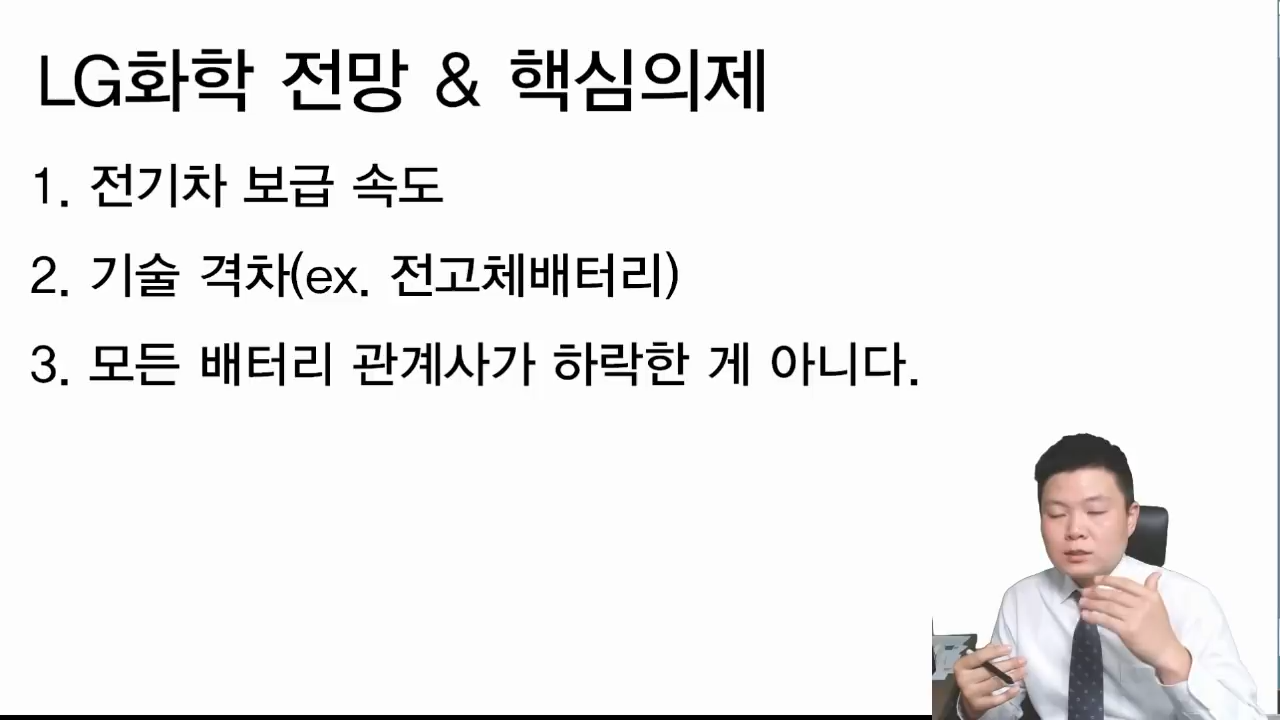 LG화학 전망 & 핵심의제
1. 전기차 보급 속도
2. 기술 격차(ex. 전고체배터리)
3. 모든 배터리 관계사가 하락한 게 아니다.